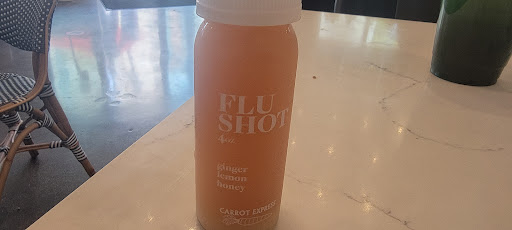 FLU
SHOT
4oz
ginger
lemon
honey
CARROT EXPRESS